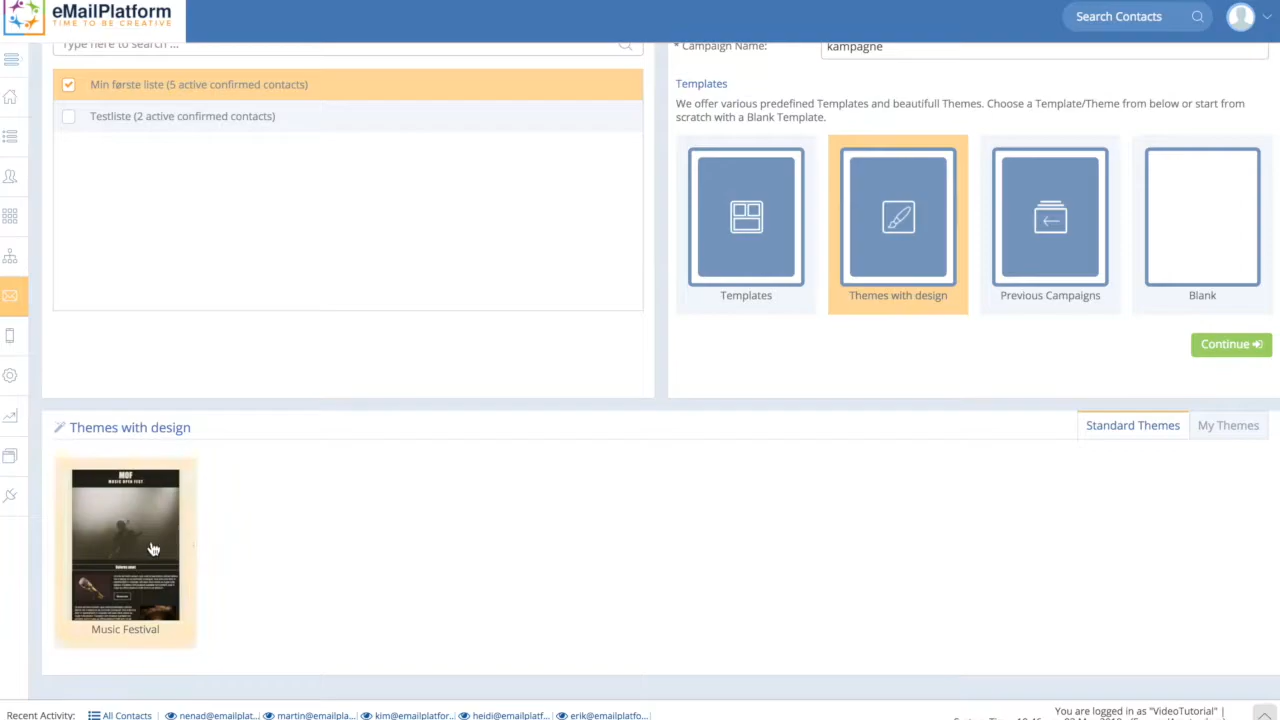 eMailPlatform
TIME TO BE CREATIVE
Search Contacts
Type here to search ...
* Campaign Name:
kampagne
Min første liste (5 active confirmed contacts)
Testliste (2 active confirmed contacts)
Templates
We offer various predefined Templates and beautifull Themes. Choose a Template/Theme from below or start from
scratch with a Blank Template.
Templates
Themes with design
Previous Campaigns
Blank
Continue
Themes with design
Standard Themes
My Themes
MOF
MUSIC OPEN FEST
Music Festival
Recent Activity:
All Contacts
nenad@emailplat...
martin@emailpla...
kim@emailplatfor...
heidi@emailplatf...
erik@emailplatfo...
You are logged in as "VideoTutorial" |